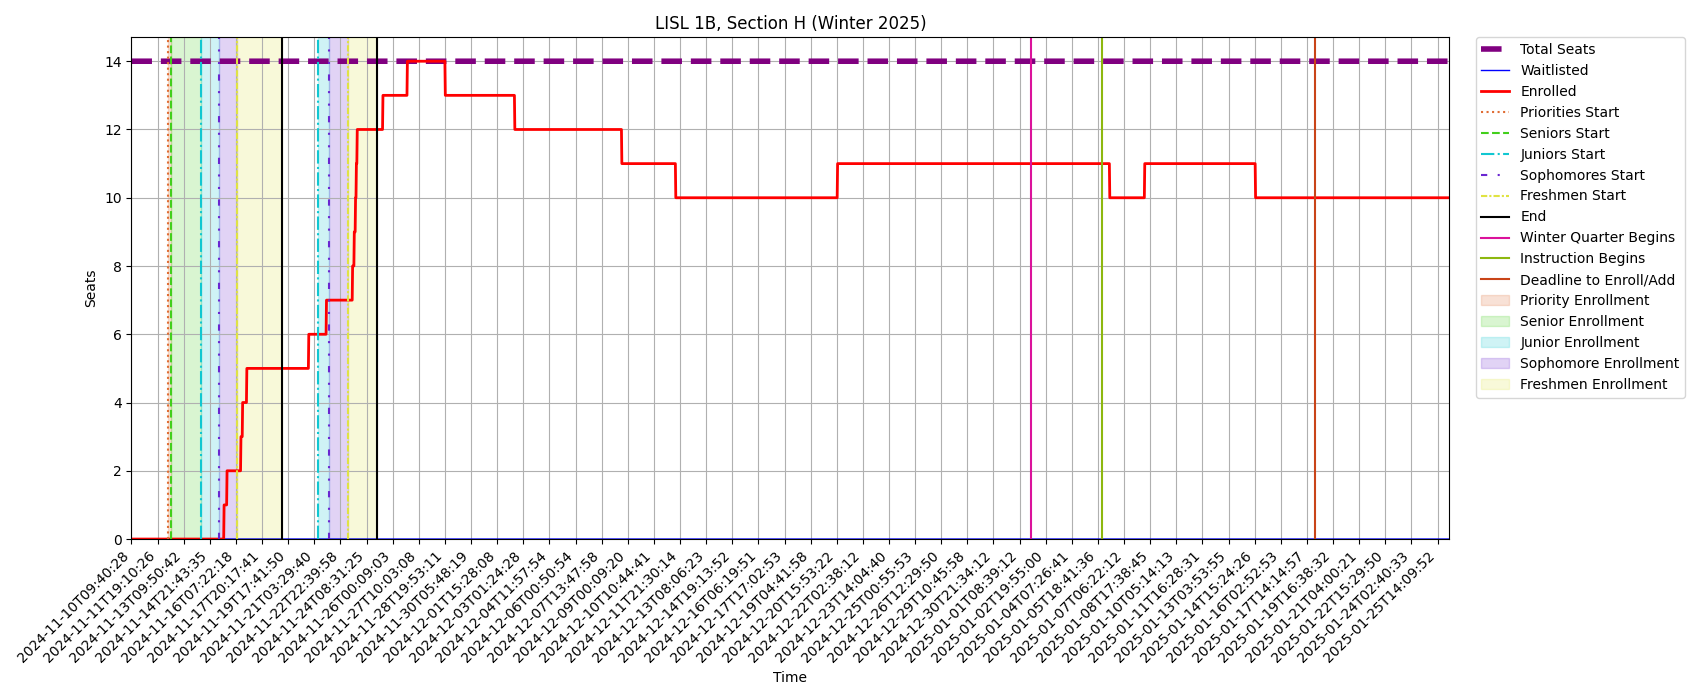 LISL 1B, Section H (Winter 2025)
Seats
14
12
10
8
6
4
2
0
2024-11-10T09:40:28
2024-11-11T19:10:26
2024-11-13T09:50:42
2024-11-14T21:43:35
2024-11-16T07:22:18
2024-11-17T20:17:41
2024-11-19T17:41:50
2024-11-21T03:29:40
2024-11-22T22:39:58
2024-11-24T08:31:25
2024-11-26T00:09:03
2024-11-27T10:03:08
2024-11-28T19:53:11
2024-11-30T05:48:19
2024-12-01T15:28:08
2024-12-03T01:24:28
2024-12-04T11:57:54
2024-12-06T00:50:54
2024-12-07T13:47:58
2024-12-09T00:09:20
2024-12-10T10:44:41
2024-12-11T21:30:14
2024-12-13T08:06:23
2024-12-14T19:13:52
2024-12-16T06:19:51
2024-12-17T17:02:53
2024-12-19T04:41:58
2024-12-20T15:53:22
2024-12-22T02:38:12
2024-12-23T14:04:40
2024-12-25T00:55:53
2024-12-26T12:29:50
2024-12-29T10:45:58
2024-12-30T21:34:12
2025-01-01T08:39:12
2025-01-02T19:55:00
2025-01-04T07:26:41
2025-01-05T18:41:36
2025-01-07T06:22:12
2025-01-08T17:38:45
2025-01-10T05:14:13
2025-01-11T16:28:31
2025-01-13T03:53:55
2025-01-14T15:24:26
2025-01-16T02:52:53
2025-01-17T14:14:57
2025-01-19T16:38:32
2025-01-21T04:00:21
2025-01-22T15:29:50
2025-01-24T02:40:33
2025-01-25T14:09:52
Time
Total Seats
Waitlisted
Enrolled
Priorities Start
Seniors Start
Juniors Start
Sophomores Start
Freshmen Start
End
Winter Quarter Begins
Instruction Begins
Deadline to Enroll/Add
Priority Enrollment
Senior Enrollment
Junior Enrollment
Sophomore Enrollment
Freshmen Enrollment